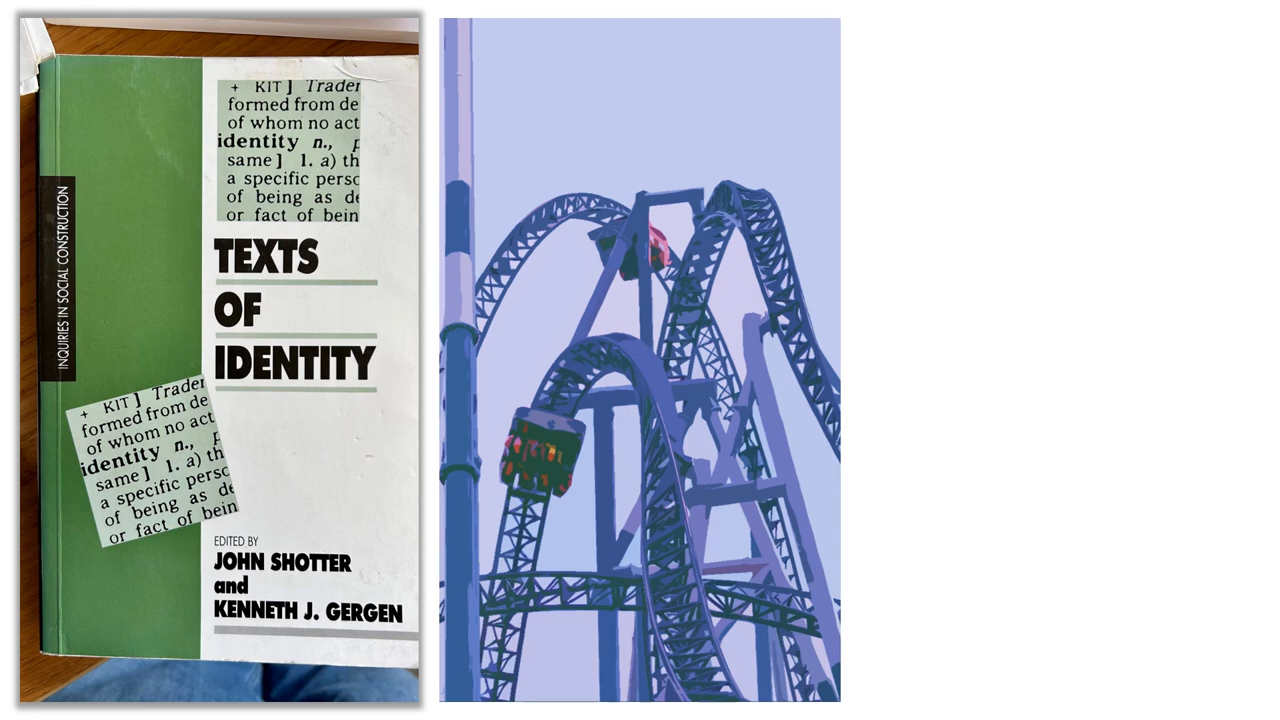 INQUIRIES IN SOCIAL CONSTRUCTION
+ KIT] Trader
formed from de
of whom no act
identity n., p
same] 1. a) th
a specific perso
of being as de
or fact of bein
TEXTS
OF
IDENTITY
+ KIT] Trader
formed from de
of whom no act
identity n., p
same] 1. a) th
a specific perso
of being as de
or fact of bein
EDITED BY
JOHN SHOTTER
and
KENNETH J. GERGEN